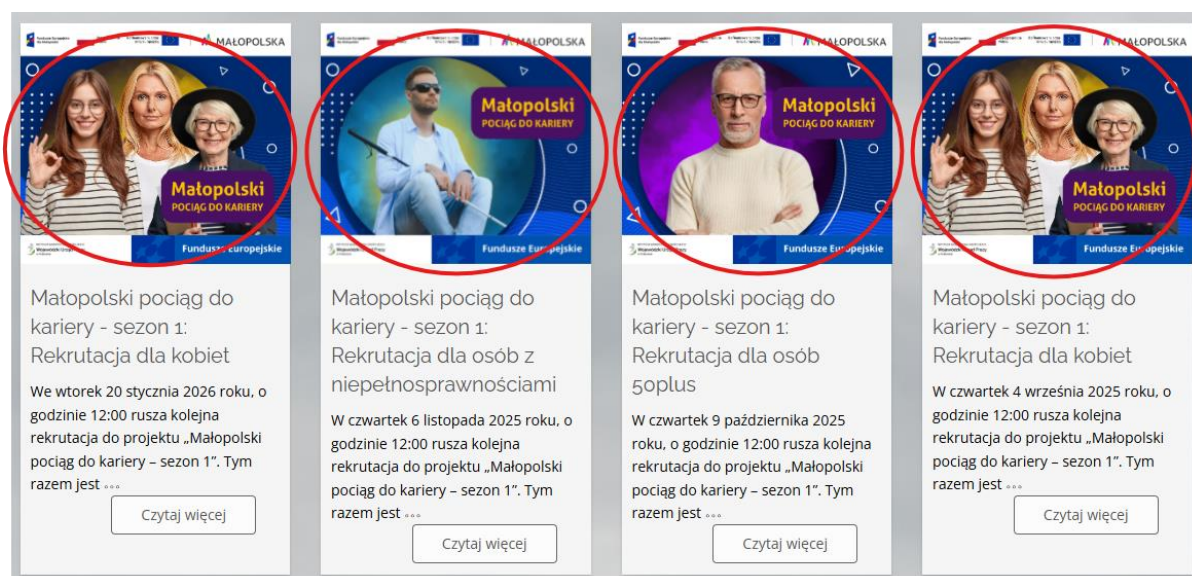 MAŁOPOLSKA
Małopolski
POCIĄG DO KARIERY
Fundusze Europejskie
Małopolski pociąg do
kariery - sezon 1:
Rekrutacja dla kobiet
We wtorek 20 stycznia 2026 roku, o
godzinie 12:00 rusza kolejna
rekrutacja do projektu „Małopolski
pociąg do kariery – sezon 1”. Tym
razem jest ...
Czytaj więcej
MAŁOPOLSKA
Małopolski
POCIĄG DO KARIERY
Fundusze Europejskie
Małopolski pociąg do
kariery - sezon 1:
Rekrutacja dla osób z
niepełnosprawnościami
W czwartek 6 listopada 2025 roku, o
godzinie 12:00 rusza kolejna
rekrutacja do projektu „Małopolski
pociąg do kariery – sezon 1”. Tym
razem jest ...
Czytaj więcej
MAŁOPOLSKA
Małopolski
POCIĄG DO KARIERY
Fundusze Europejskie
Małopolski pociąg do
kariery - sezon 1:
Rekrutacja dla osób
50plus
W czwartek 9 października 2025
roku, o godzinie 12:00 rusza kolejna
rekrutacja do projektu „Małopolski
pociąg do kariery – sezon 1”. Tym
razem jest ...
Czytaj więcej
MAŁOPOLSKA
Małopolski
POCIĄG DO KARIERY
Fundusze Europejskie
Małopolski pociąg do
kariery - sezon 1:
Rekrutacja dla kobiet
W czwartek 4 września 2025 roku, o
godzinie 12:00 rusza kolejna
rekrutacja do projektu „Małopolski
pociąg do kariery – sezon 1”. Tym
razem jest ...
Czytaj więcej